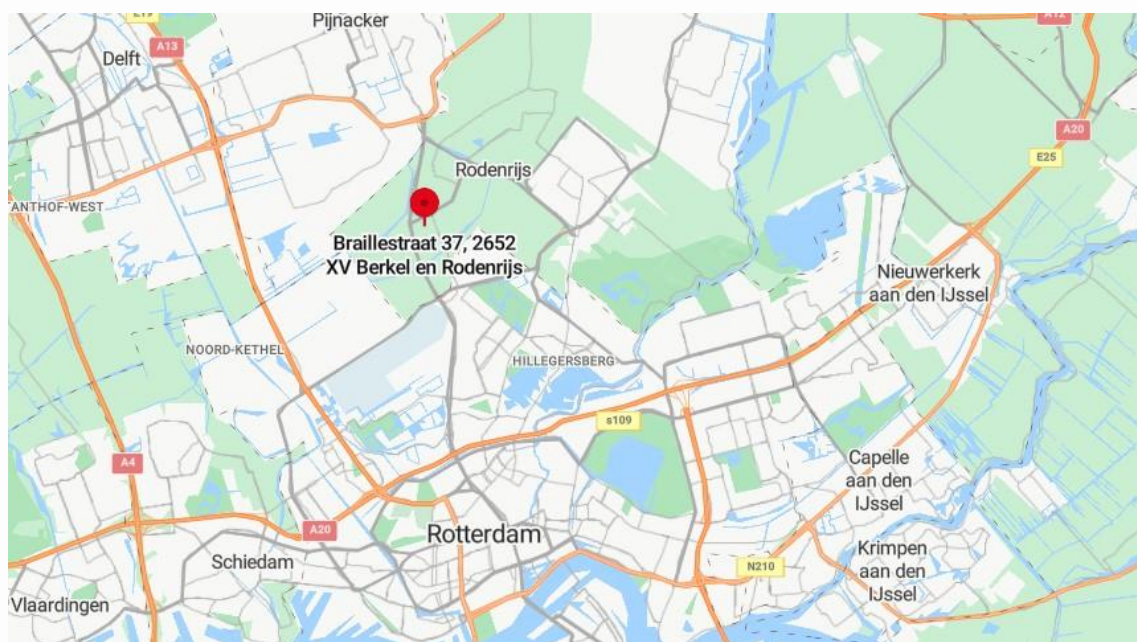 E19
Pijnacker
A12
A13
Delft
A20
E25
Rodenrijs
ANTHOF-WEST
Braillestraat 37, 2652
XV Berkel en Rodenrijs
Nieuwerkerk
aan den IJssel
NOORD-KETHEL
HILLEGERSBERG
s109
A4
Capelle
aan den
IJssel
A20
Rotterdam
Schiedam
Krimpen
aan den
IJssel
N210
Vlaardingen